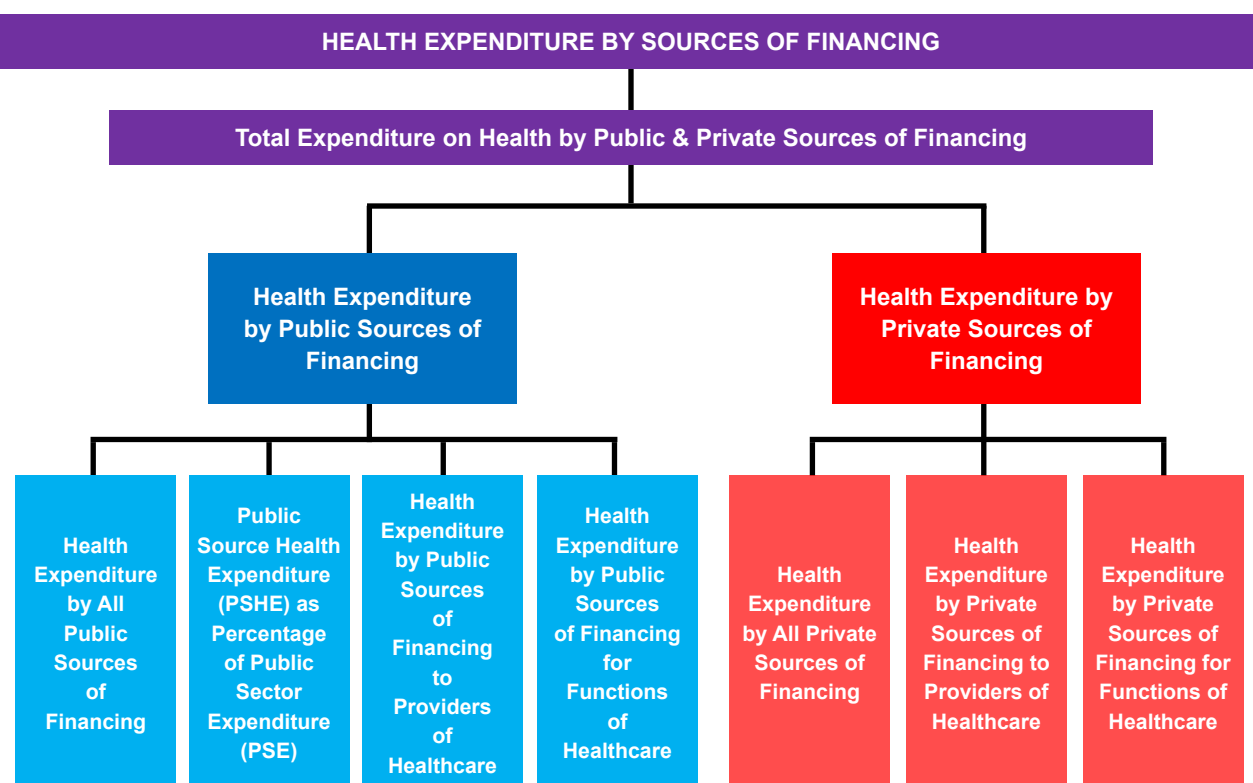 HEALTH EXPENDITURE BY SOURCES OF FINANCING
Total Expenditure on Health by Public & Private Sources of Financing
Health Expenditure
by Public Sources of
Financing
Health Expenditure by
Private Sources of
Financing
Health
Expenditure
by All
Public
Sources
of
Financing
Public
Source Health
Expenditure
(PSHE) as
Percentage
of Public
Sector
Expenditure
(PSE)
Health
Expenditure
by Public
Sources
of
Financing
to
Providers
of
Healthcare
Health
Expenditure
by Public
Sources
of Financing
for
Functions
of
Healthcare
Health
Expenditure
by All Private
Sources of
Financing
Health
Expenditure
by Private
Sources of
Financing to
Providers of
Healthcare
Health
Expenditure
by Private
Sources of
Financing for
Functions of
Healthcare